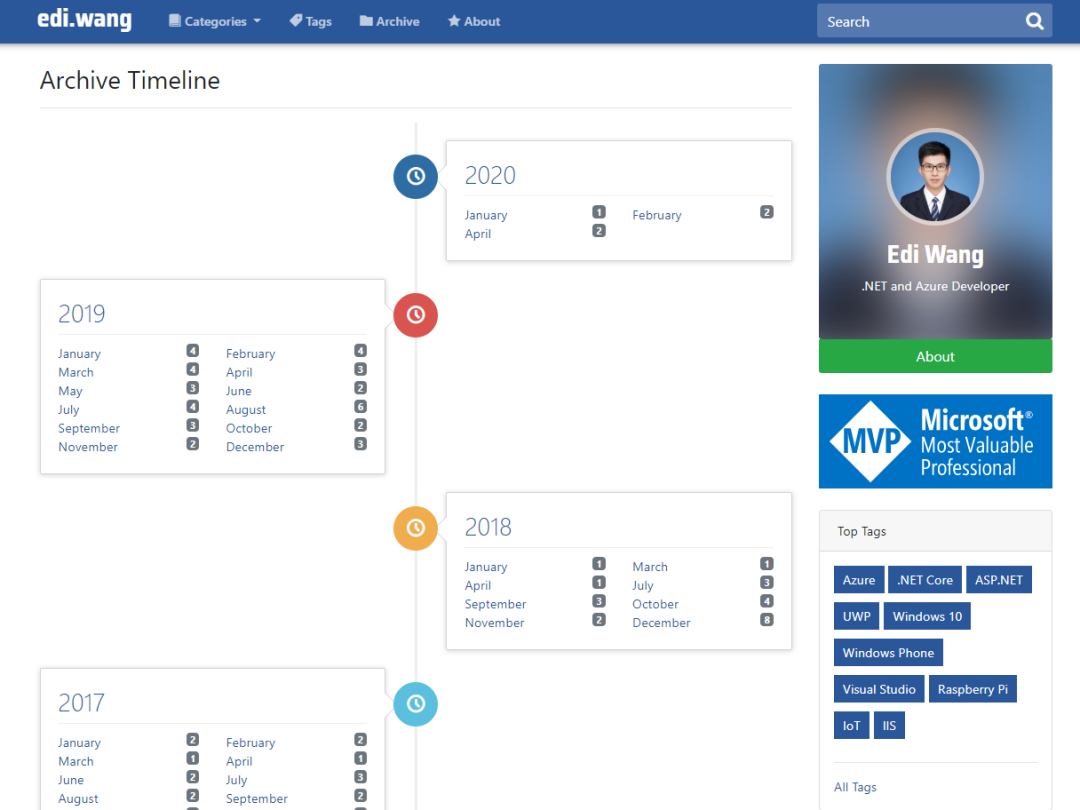 edi.wang Categories Tags Archive About Search
Archive Timeline
2020
January 1 February 2
April 2
2019
January 4 February 4
March 4 April 3
May 3 June 2
July 4 August 6
September 3 October 2
November 2 December 3
2018
January 1 March 1
April 1 July 3
September 3 October 4
November 2 December 8
2017
January 2 February 2
March 1 April 1
June 2 July 3
August 2 September 2
Edi Wang
.NET and Azure Developer
About
MVP
Microsoft®
Most Valuable
Professional
Top Tags
Azure .NET Core ASP.NET
UWP Windows 10
Windows Phone
Visual Studio Raspberry Pi
IoT IIS
All Tags